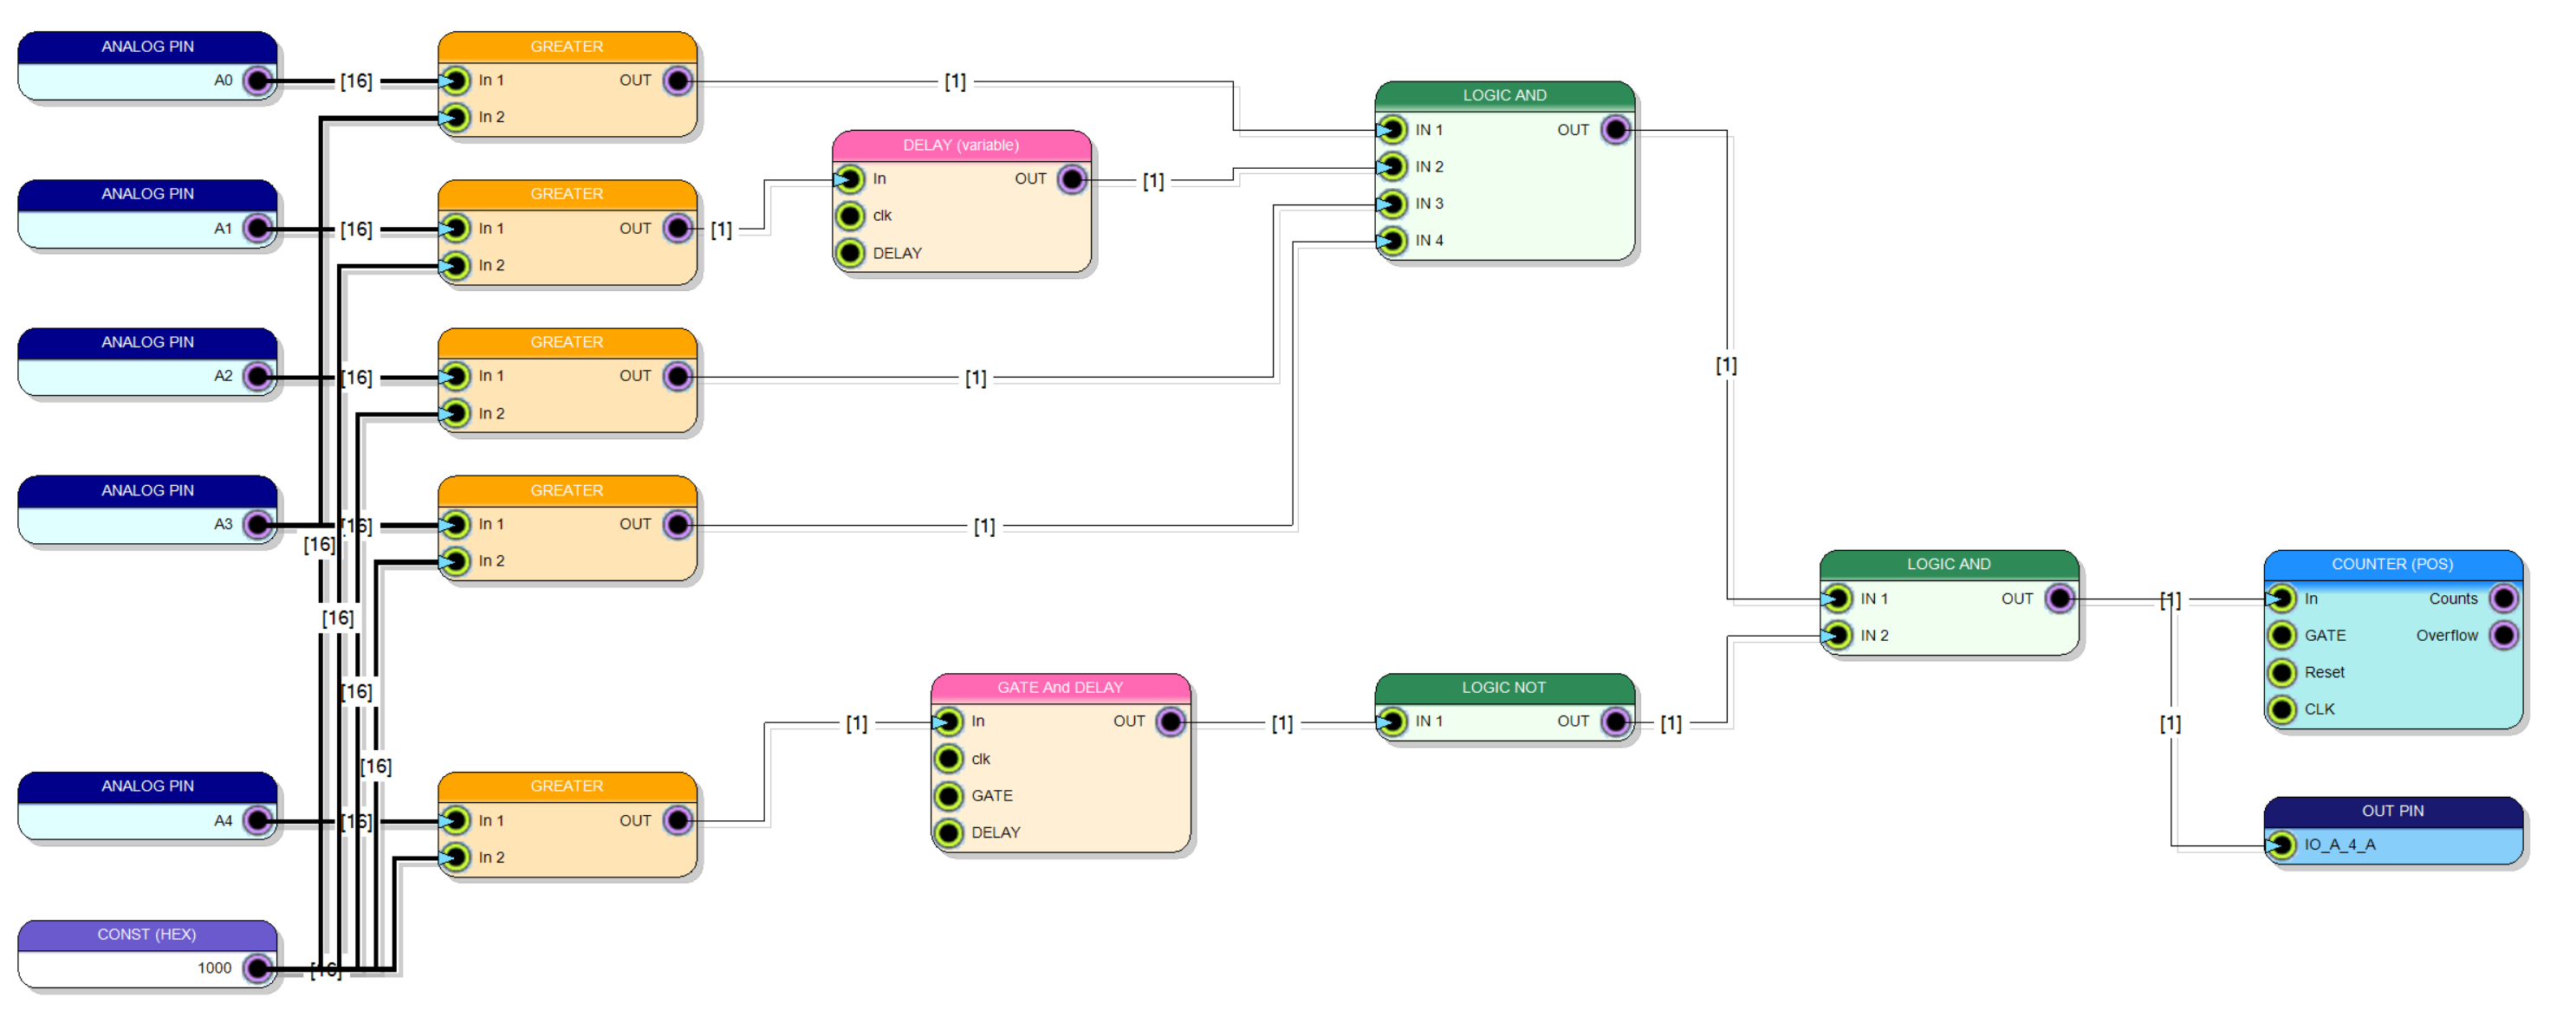 ANALOG PIN
A0
[16]
GREATER
In 1
OUT
In 2
[1]
LOGIC AND
IN 1
OUT
IN 2
IN 3
IN 4
DELAY (variable)
In
OUT
clk
DELAY
[1]
ANALOG PIN
A1
[16]
GREATER
In 1
OUT
In 2
[1]
ANALOG PIN
A2
[16]
GREATER
In 1
OUT
In 2
[1]
[1]
ANALOG PIN
A3
[16]
[16]
GREATER
In 1
OUT
In 2
[1]
[16]
[16]
[16]
LOGIC AND
IN 1
OUT
IN 2
[1]
COUNTER (POS)
In
Counts
GATE
Overflow
Reset
CLK
GATE And DELAY
In
OUT
clk
GATE
DELAY
[1]
[1]
LOGIC NOT
IN 1
OUT
[1]
[1]
ANALOG PIN
A4
[16]
GREATER
In 1
OUT
In 2
OUT PIN
IO_A_4_A
CONST (HEX)
1000
[16]